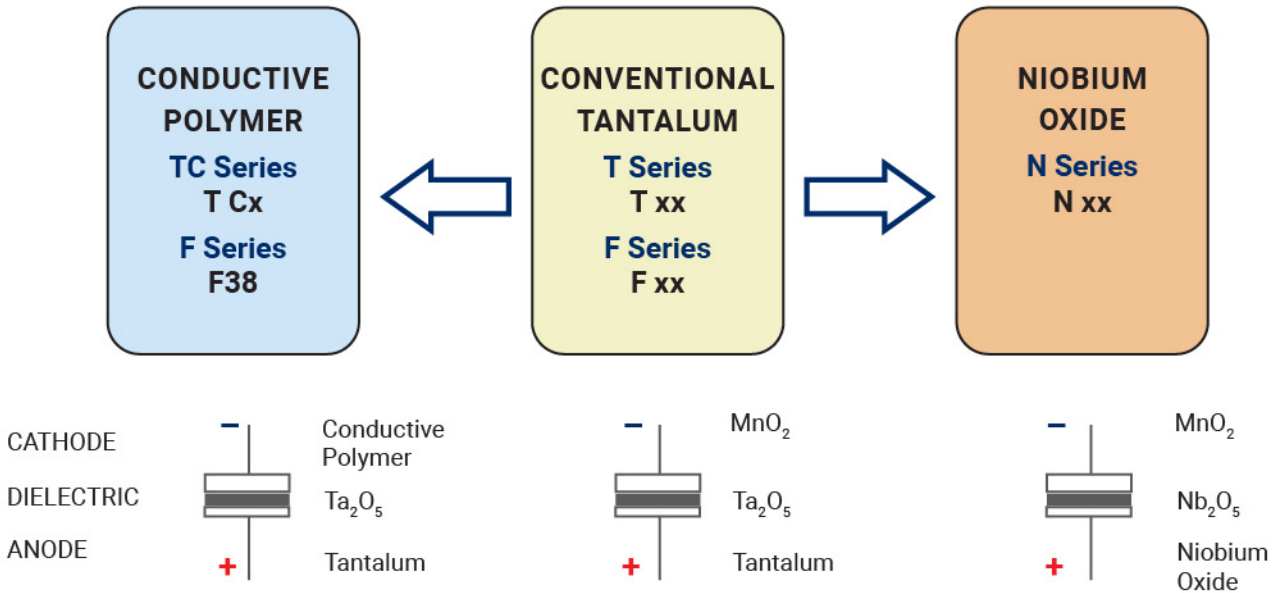 CONDUCTIVE
POLYMER
TC Series
T Cx
F Series
F38
CONVENTIONAL
TANTALUM
T Series
T xx
F Series
F xx
NIOBIUM
OXIDE
N Series
N xx
CATHODE
DIELECTRIC
ANODE
–
Conductive
Polymer
Ta₂O₅
+
Tantalum
–
MnO₂
Ta₂O₅
+
Tantalum
–
MnO₂
Nb₂O₅
+
Niobium
Oxide